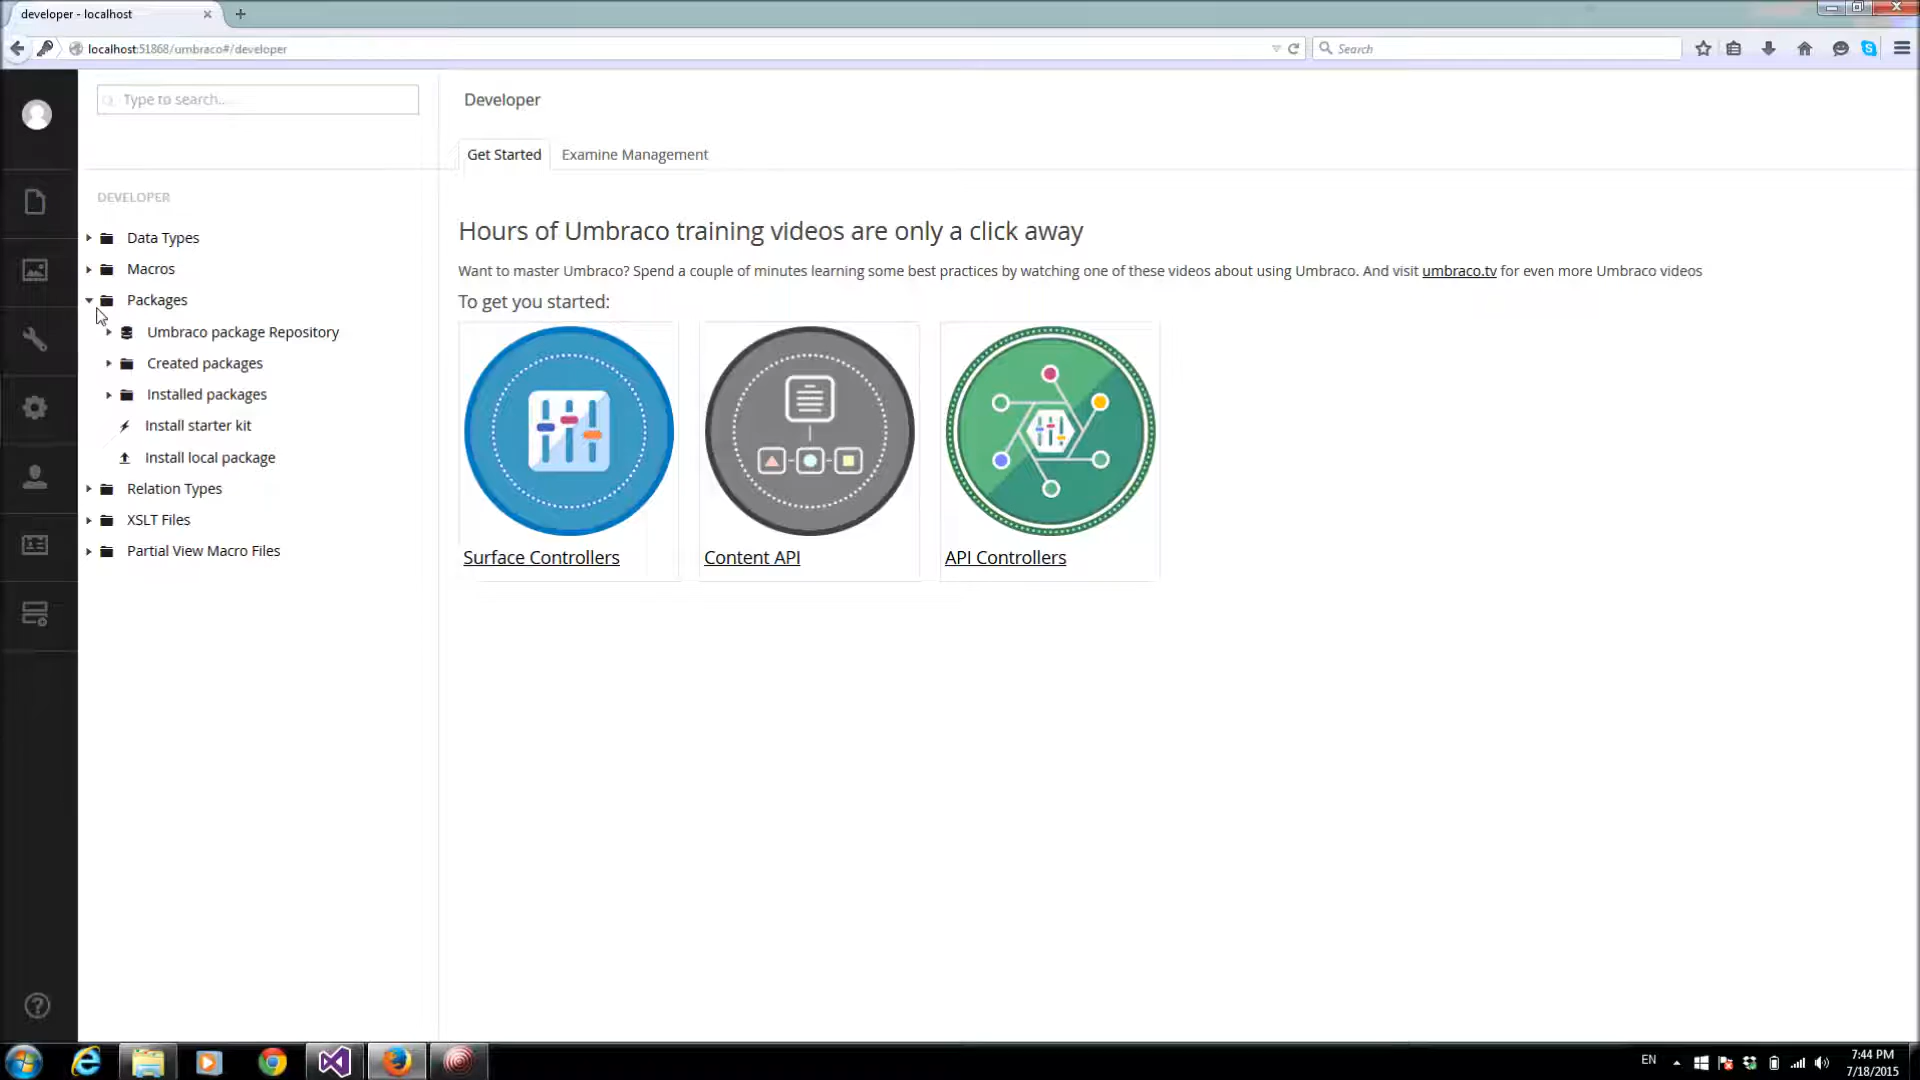 developer - localhost
localhost:51868/umbraco#/developer
Search
Type to search...
Developer
Get Started
Examine Management
DEVELOPER
Data Types
Macros
Packages
Umbraco package Repository
Created packages
Installed packages
Install starter kit
Install local package
Relation Types
XSLT Files
Partial View Macro Files
Hours of Umbraco training videos are only a click away
Want to master Umbraco? Spend a couple of minutes learning some best practices by watching one of these videos about using Umbraco. And visit umbraco.tv for even more Umbraco videos
To get you started:
Surface Controllers
Content API
API Controllers
EN
7:44 PM
7/18/2015